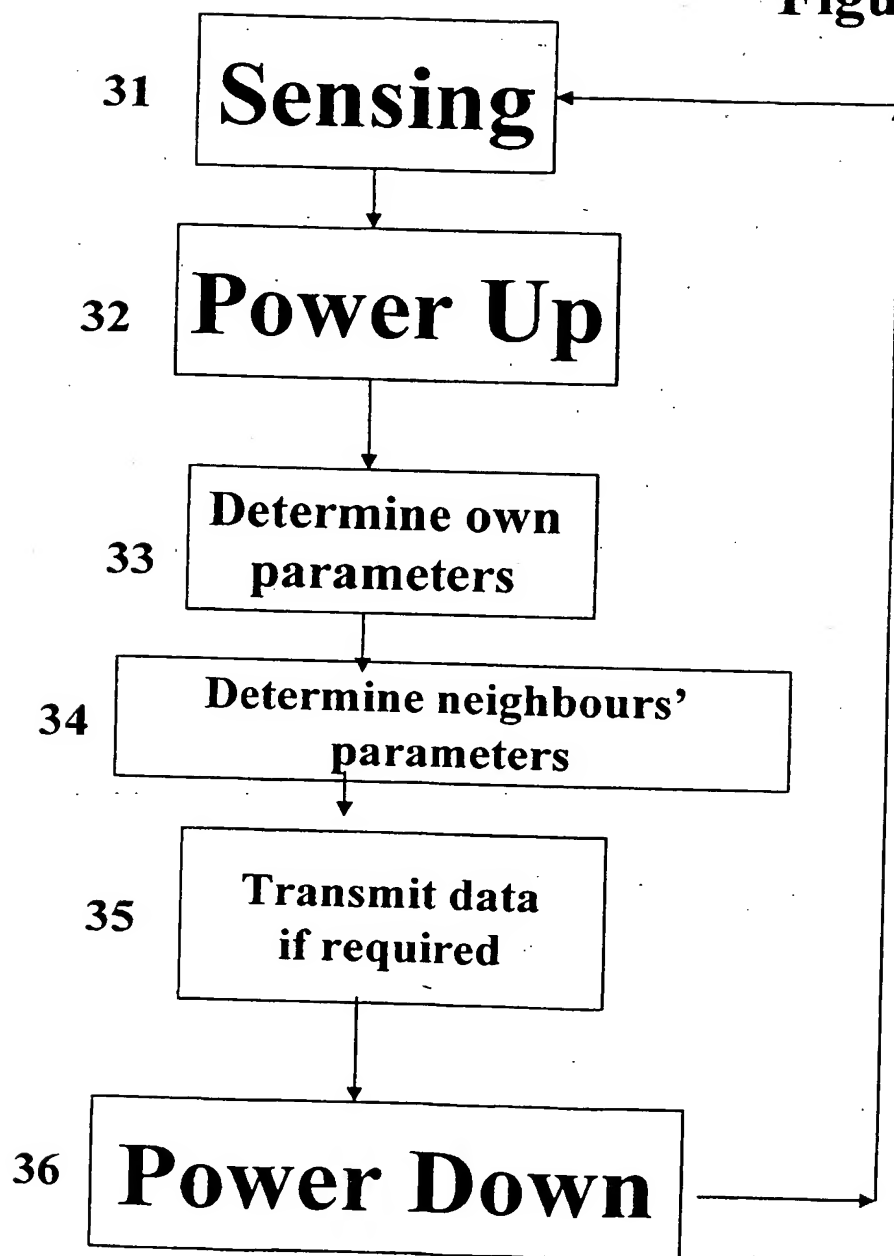 31
Sensing
32
Power Up
33
Determine own
parameters
34
Determine neighbours’
parameters
35
Transmit data
if required
36
Power Down